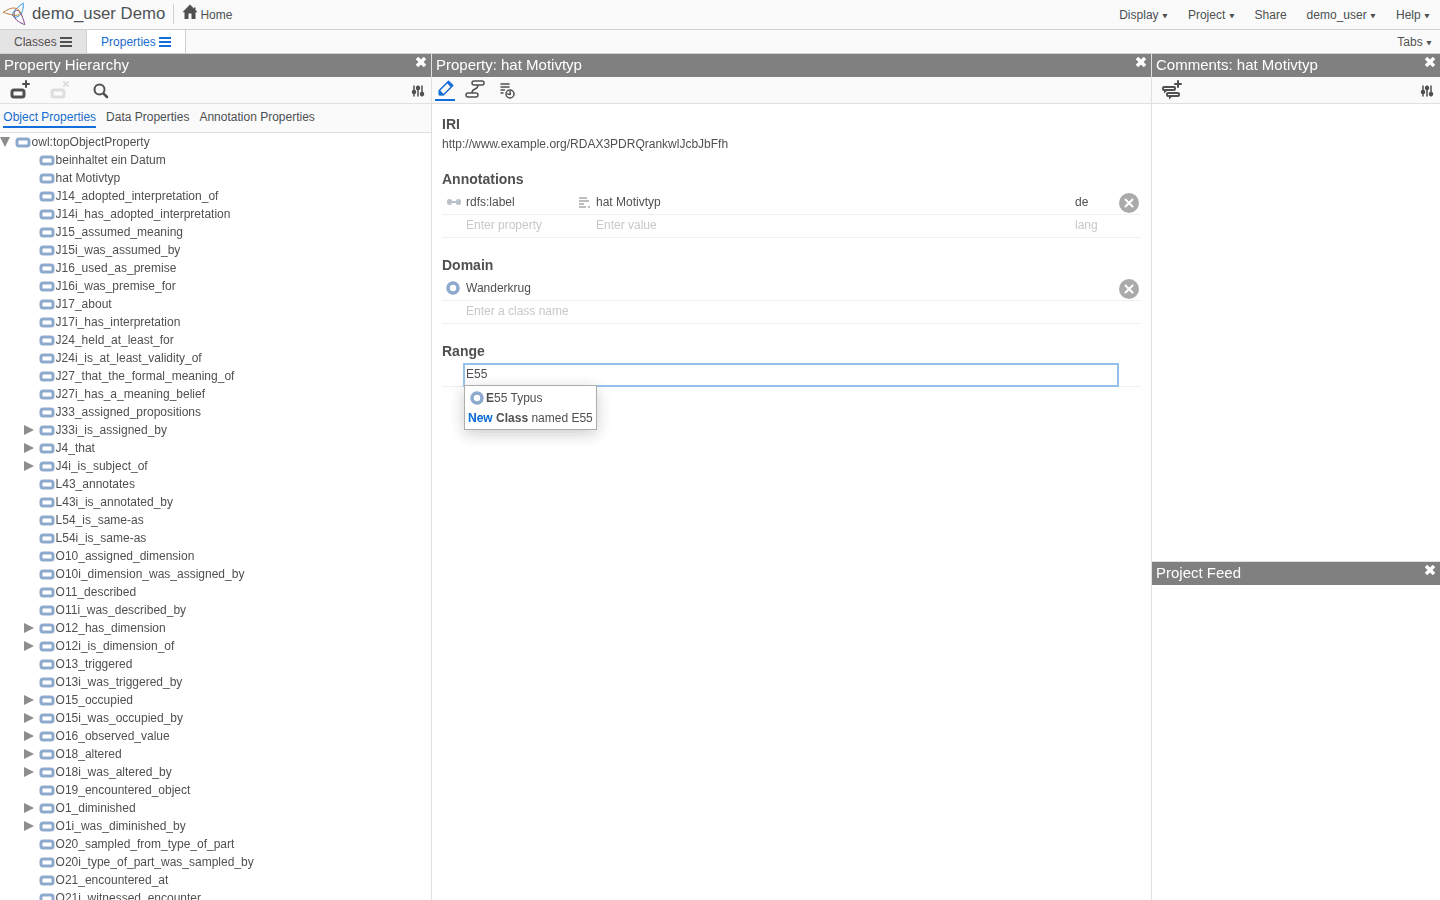 demo_user Demo
Home
Display
Project
Share
demo_user
Help
Classes
Properties
Tabs
Property Hierarchy
Object Properties
Data Properties
Annotation Properties
owl:topObjectProperty
beinhaltet ein Datum
hat Motivtyp
J14_adopted_interpretation_of
J14i_has_adopted_interpretation
J15_assumed_meaning
J15i_was_assumed_by
J16_used_as_premise
J16i_was_premise_for
J17_about
J17i_has_interpretation
J24_held_at_least_for
J24i_is_at_least_validity_of
J27_that_the_formal_meaning_of
J27i_has_a_meaning_belief
J33_assigned_propositions
J33i_is_assigned_by
J4_that
J4i_is_subject_of
L43_annotates
L43i_is_annotated_by
L54_is_same-as
L54i_is_same-as
O10_assigned_dimension
O10i_dimension_was_assigned_by
O11_described
O11i_was_described_by
O12_has_dimension
O12i_is_dimension_of
O13_triggered
O13i_was_triggered_by
O15_occupied
O15i_was_occupied_by
O16_observed_value
O18_altered
O18i_was_altered_by
O19_encountered_object
O1_diminished
O1i_was_diminished_by
O20_sampled_from_type_of_part
O20i_type_of_part_was_sampled_by
O21_encountered_at
O21i_witnessed_encounter
Property: hat Motivtyp
IRI
http://www.example.org/RDAX3PDRQrankwlJcbJbFfh
Annotations
rdfs:label
hat Motivtyp
de
Enter property
Enter value
lang
Domain
Wanderkrug
Enter a class name
Range
E55
E55 Typus
New Class named E55
Comments: hat Motivtyp
Project Feed